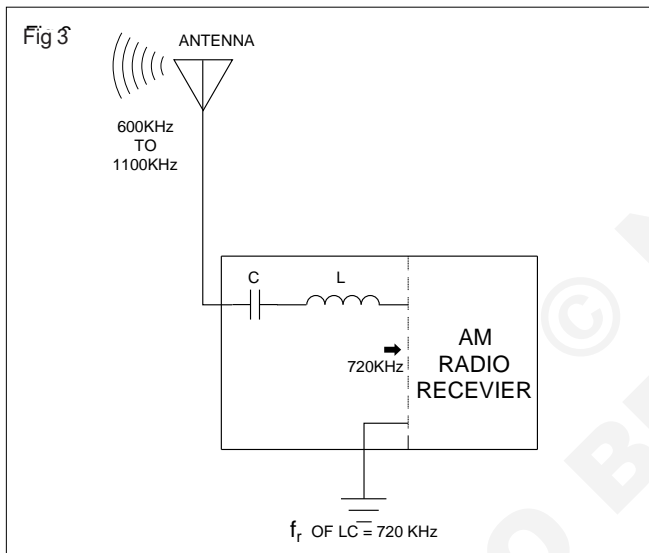 Fig 3
ANTENNA
600KHz
TO
1100KHz
C
L
720KHz
AM
RADIO
RECEVIER
fr OF LC = 720 KHz
©